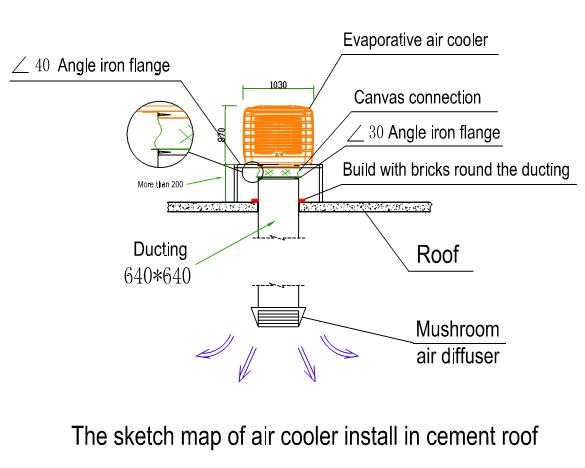 Evaporative air cooler
∠ 40 Angle iron flange
1030
Canvas connection
870
∠ 30 Angle iron flange
Build with bricks round the ducting
More than 200
Ducting
640*640
Roof
Mushroom
air diffuser
The sketch map of air cooler install in cement roof